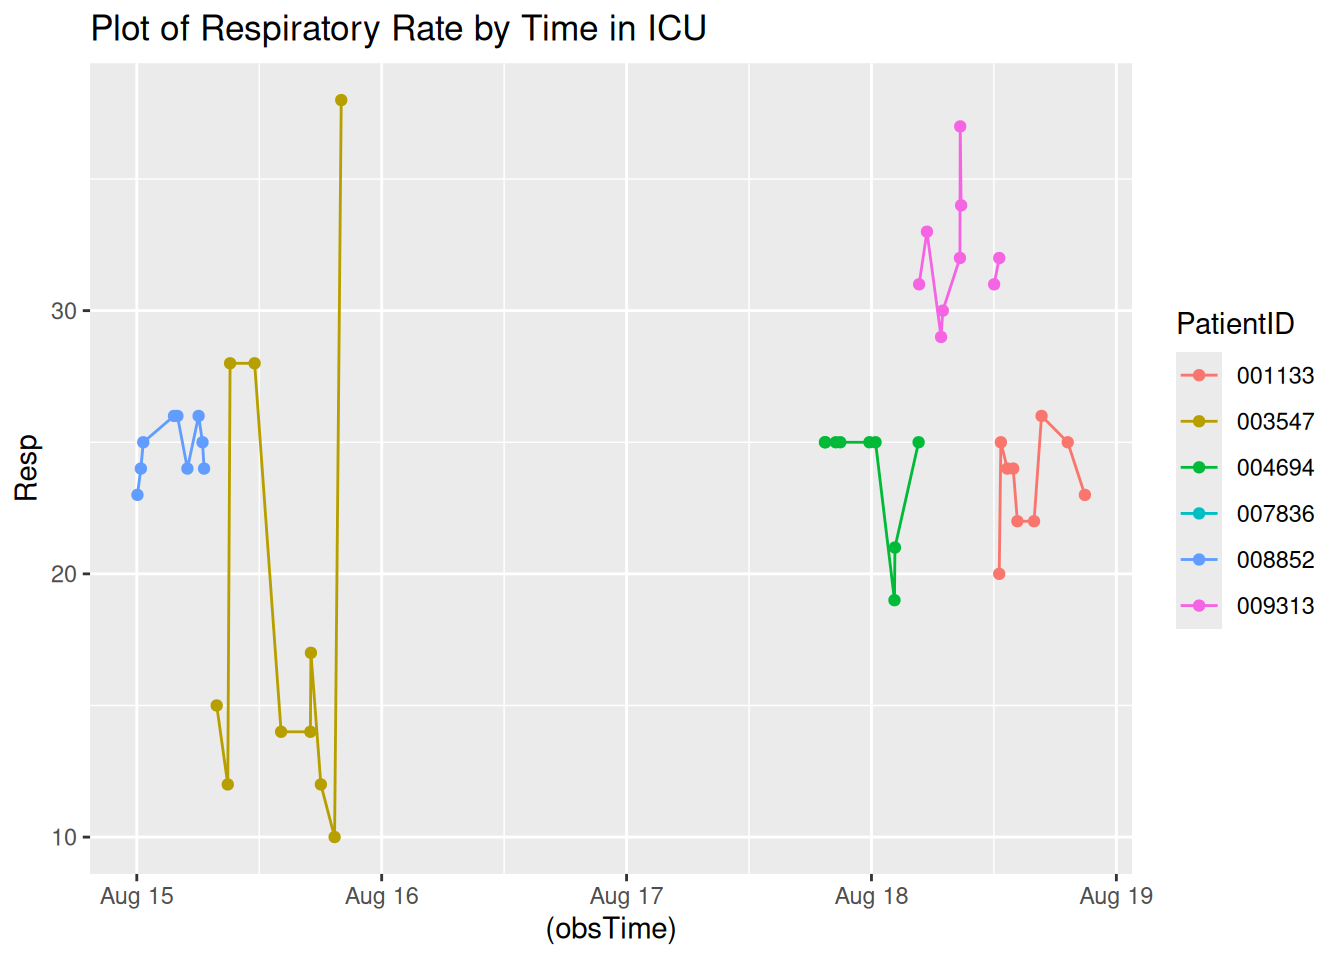 Plot of Respiratory Rate by Time in ICU
Resp
30
20
10
Aug 15
Aug 16
Aug 17
Aug 18
Aug 19
(obsTime)
PatientID
001133
003547
004694
007836
008852
009313